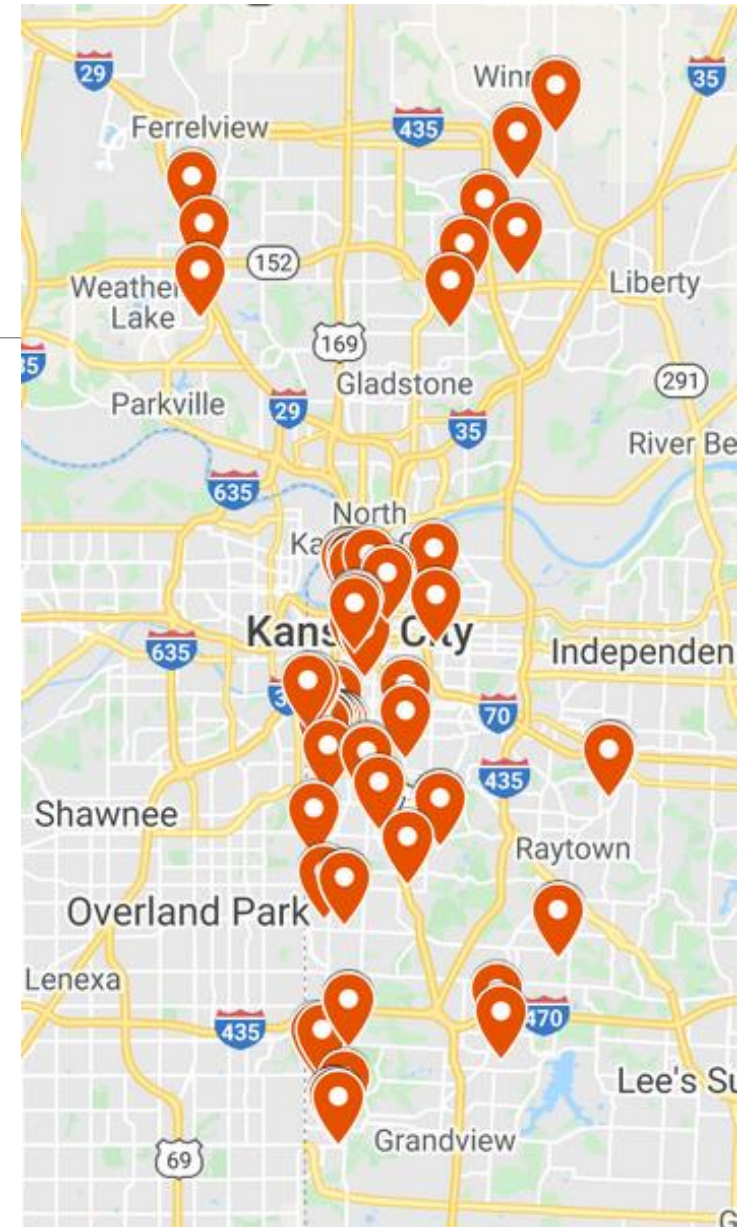 29
Winn
35
Ferrelview
435
152
Weather
Lake
Liberty
169
35
Gladstone
291
Parkville
29
35
River Be
635
North
Ka
Kans City
635
Independen
70
435
Shawnee
Raytown
Overland Park
Lenexa
435
470
Lee's Su
Grandview
69